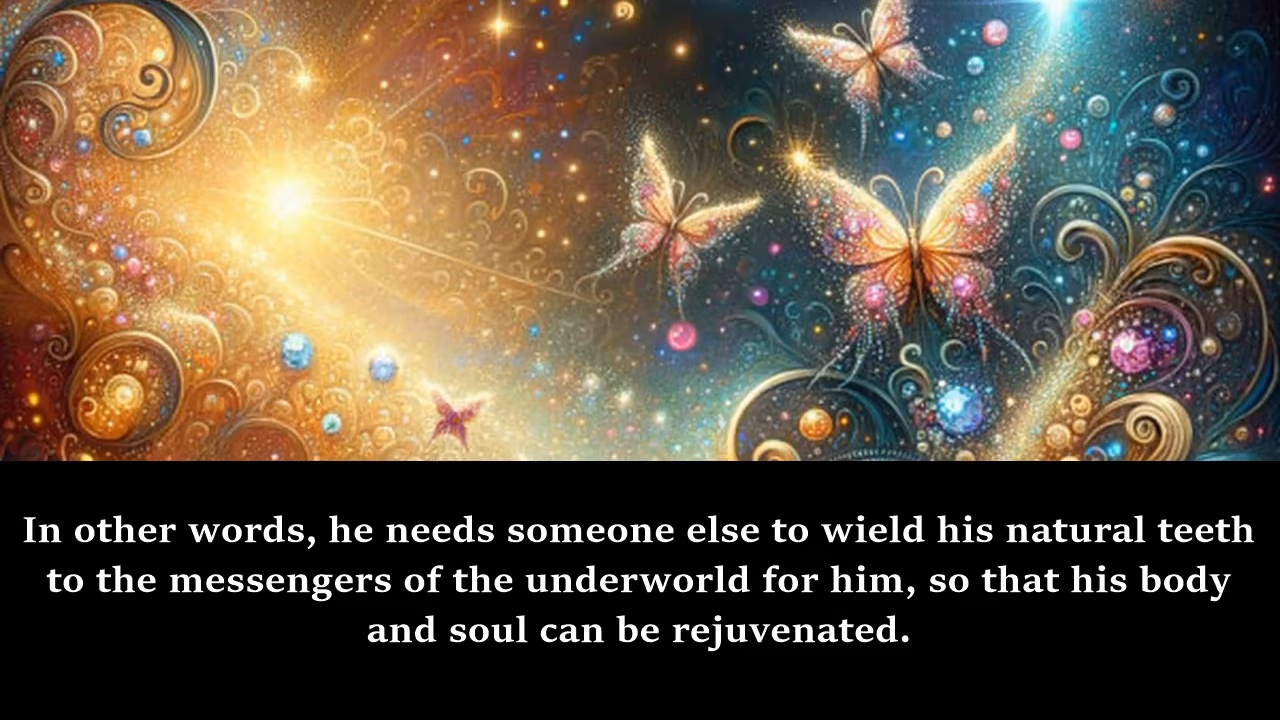 In other words, he needs someone else to wield his natural teeth
to the messengers of the underworld for him, so that his body
and soul can be rejuvenated.